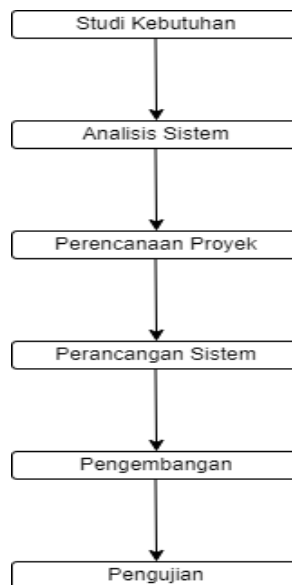 Studi Kebutuhan
Analisis Sistem
Perencanaan Proyek
Perancangan Sistem
Pengembangan
Pengujian